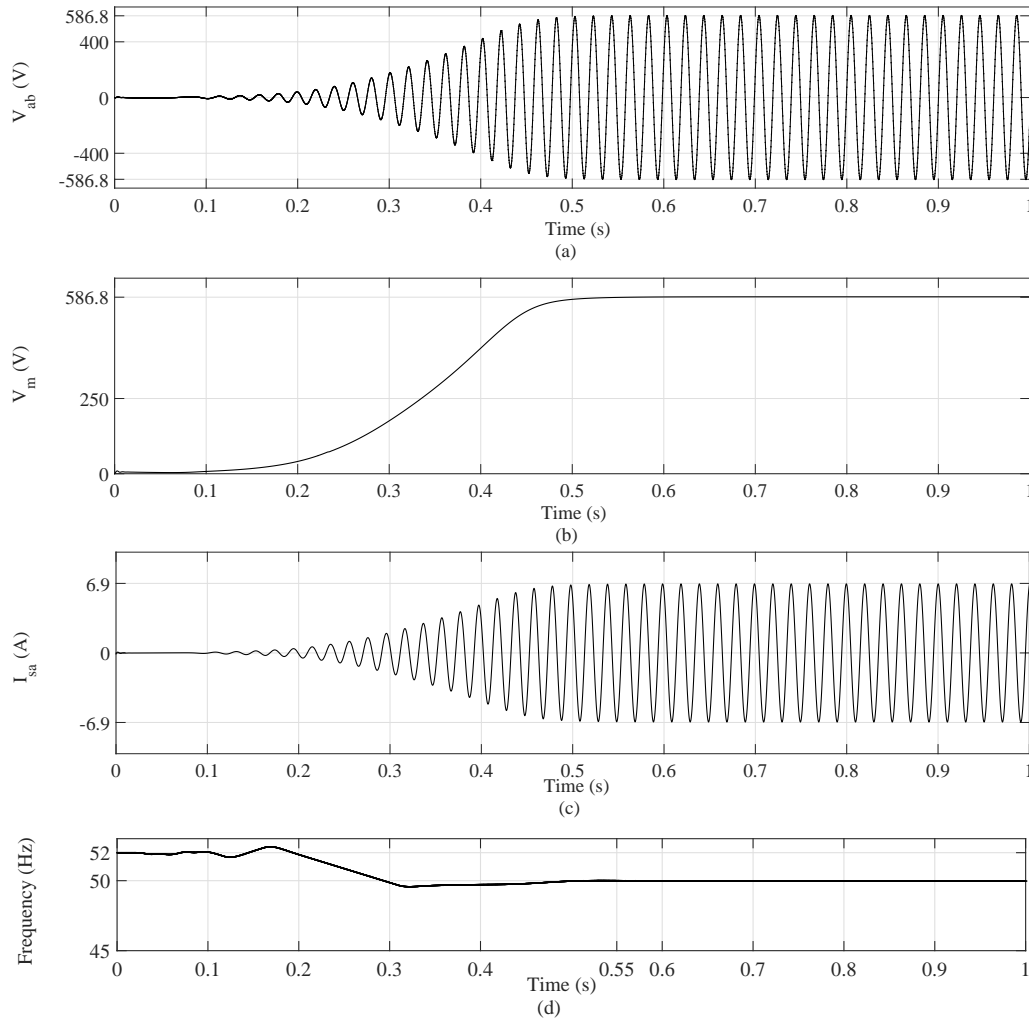 586.8
400
0
-400
-586.8
V_ab (V)
0 0.1 0.2 0.3 0.4 0.5 0.6 0.7 0.8 0.9 1
Time (s)
(a)
586.8
250
0
V_m (V)
0 0.1 0.2 0.3 0.4 0.5 0.6 0.7 0.8 0.9 1
Time (s)
(b)
6.9
0
-6.9
I_sa (A)
0 0.1 0.2 0.3 0.4 0.5 0.6 0.7 0.8 0.9 1
Time (s)
(c)
52
50
45
Frequency (Hz)
0 0.1 0.2 0.3 0.4 0.55 0.6 0.7 0.8 0.9 1
Time (s)
(d)